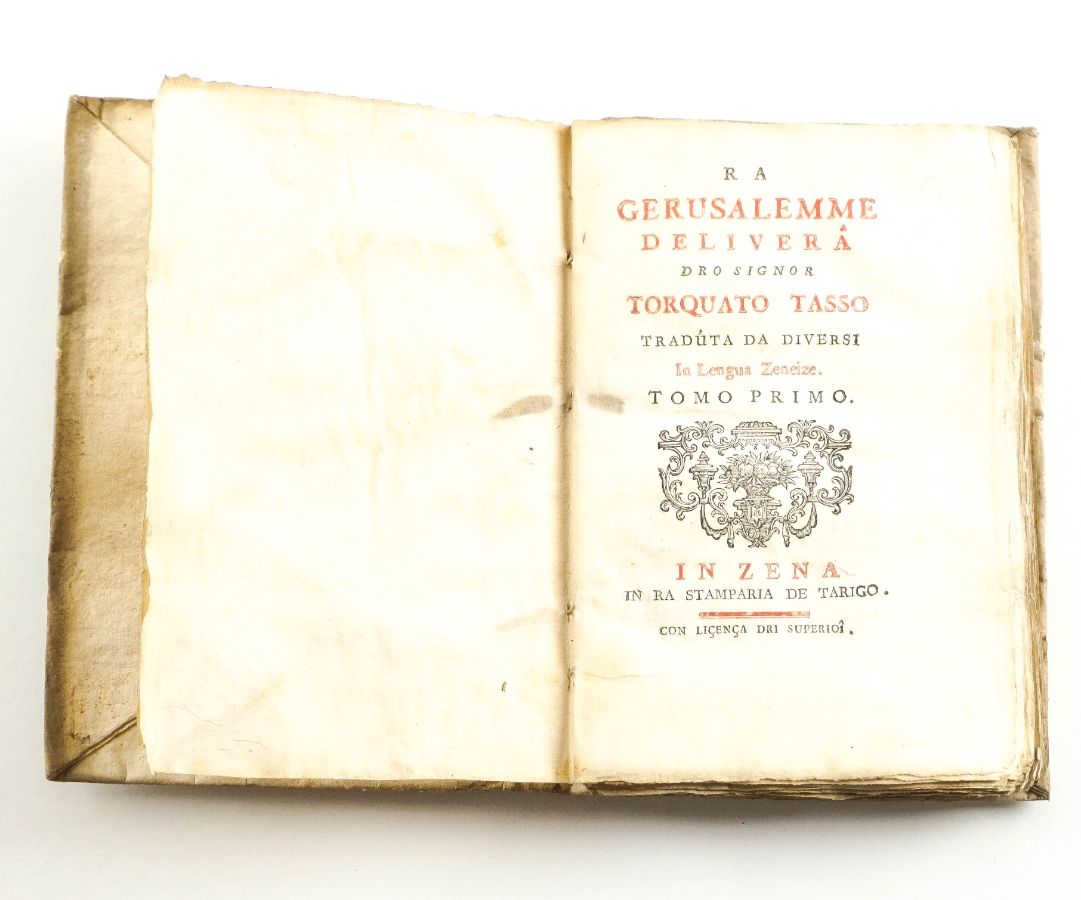 RA
GERUSALEMME
DELIVERÂ
DRO SIGNOR
TORQUATO TASSO
TRADÚTA DA DIVERSI
In Lengua Zeneize.
TOMO PRIMO.
IN ZENA
IN RA STAMPARIA DE TARIGO.
CON LIÇENÇA DRI SUPERIOÎ.